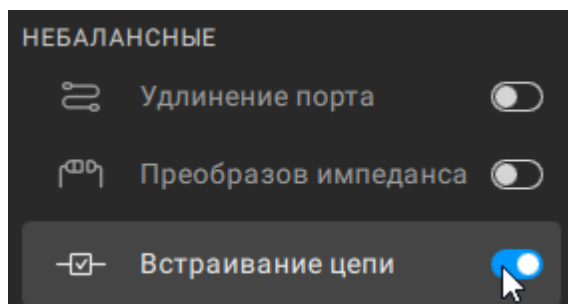 НЕБАЛАНСНЫЕ
Удлинение порта
Преобразов импеданса
Встраивание цепи